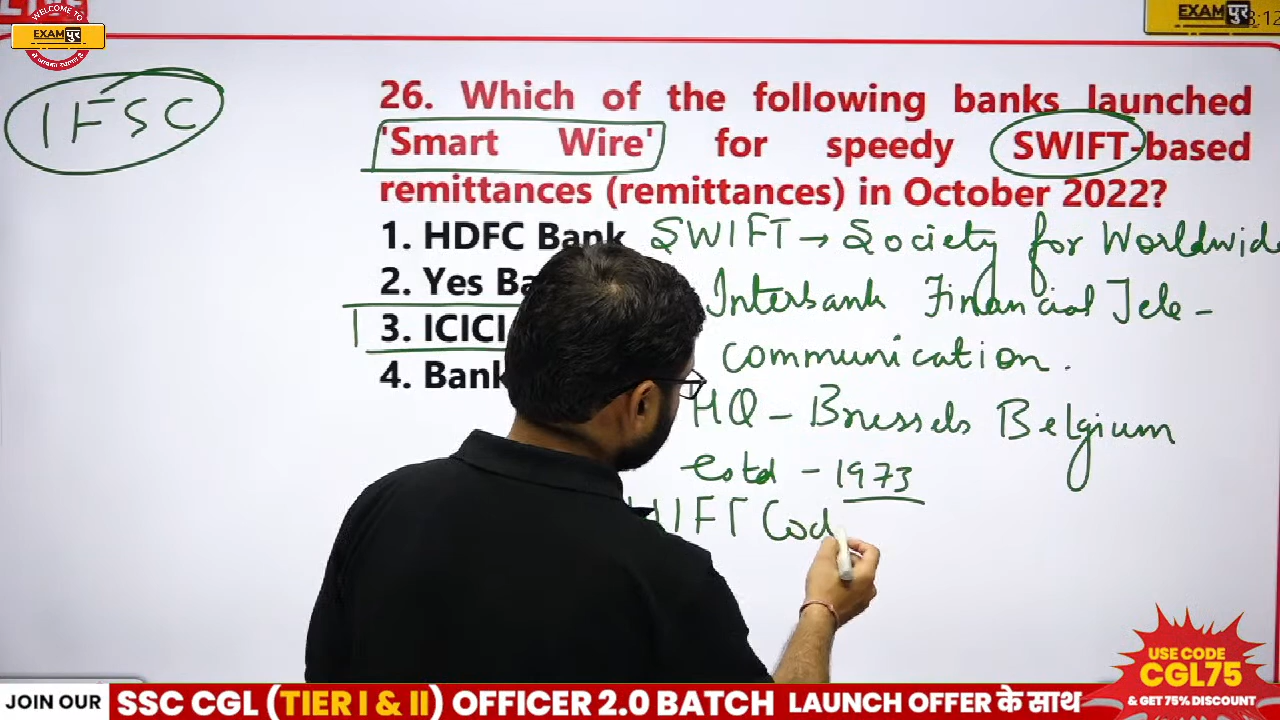 WELCOME TO
EXAMपुर
EXAMपुर
IFSC
26. Which of the following banks launched
'Smart Wire' for speedy SWIFT-based
remittances (remittances) in October 2022?
1. HDFC Bank
SWIFT → Society for Worldwide
2. Yes Ba
Interbank Financial Tele -
3. ICICI
communication.
4. Bank
HQ - Brussels Belgium
Estd - 1973
IFT Cod
USE CODE
CGL75
& GET 75% DISCOUNT
JOIN OUR SSC CGL (TIER I & II) OFFICER 2.0 BATCH LAUNCH OFFER के साथ